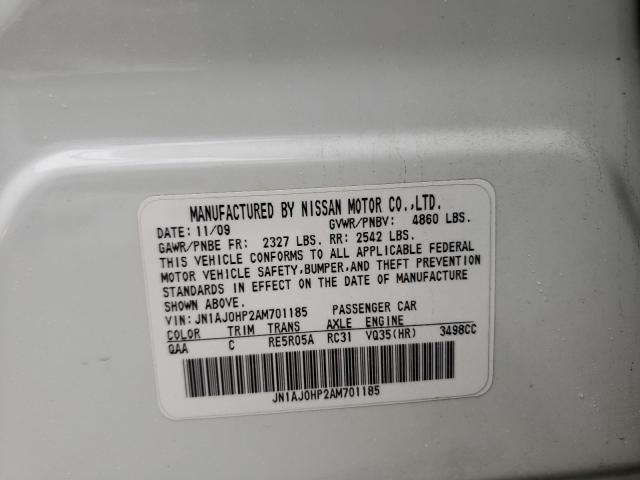 MANUFACTURED BY NISSAN MOTOR CO.,LTD.
DATE: 11/09 GVWR/PNBV: 4860 LBS.
GAWR/PNBE FR: 2327 LBS. RR: 2542 LBS.
THIS VEHICLE CONFORMS TO ALL APPLICABLE FEDERAL
MOTOR VEHICLE SAFETY,BUMPER,AND THEFT PREVENTION
STANDARDS IN EFFECT ON THE DATE OF MANUFACTURE
SHOWN ABOVE.
VIN: JN1AJ0HP2AM701185 PASSENGER CAR
COLOR TRIM TRANS AXLE ENGINE
QAA C RE5R05A RC31 VQ35(HR) 3498CC
JN1AJ0HP2AM701185